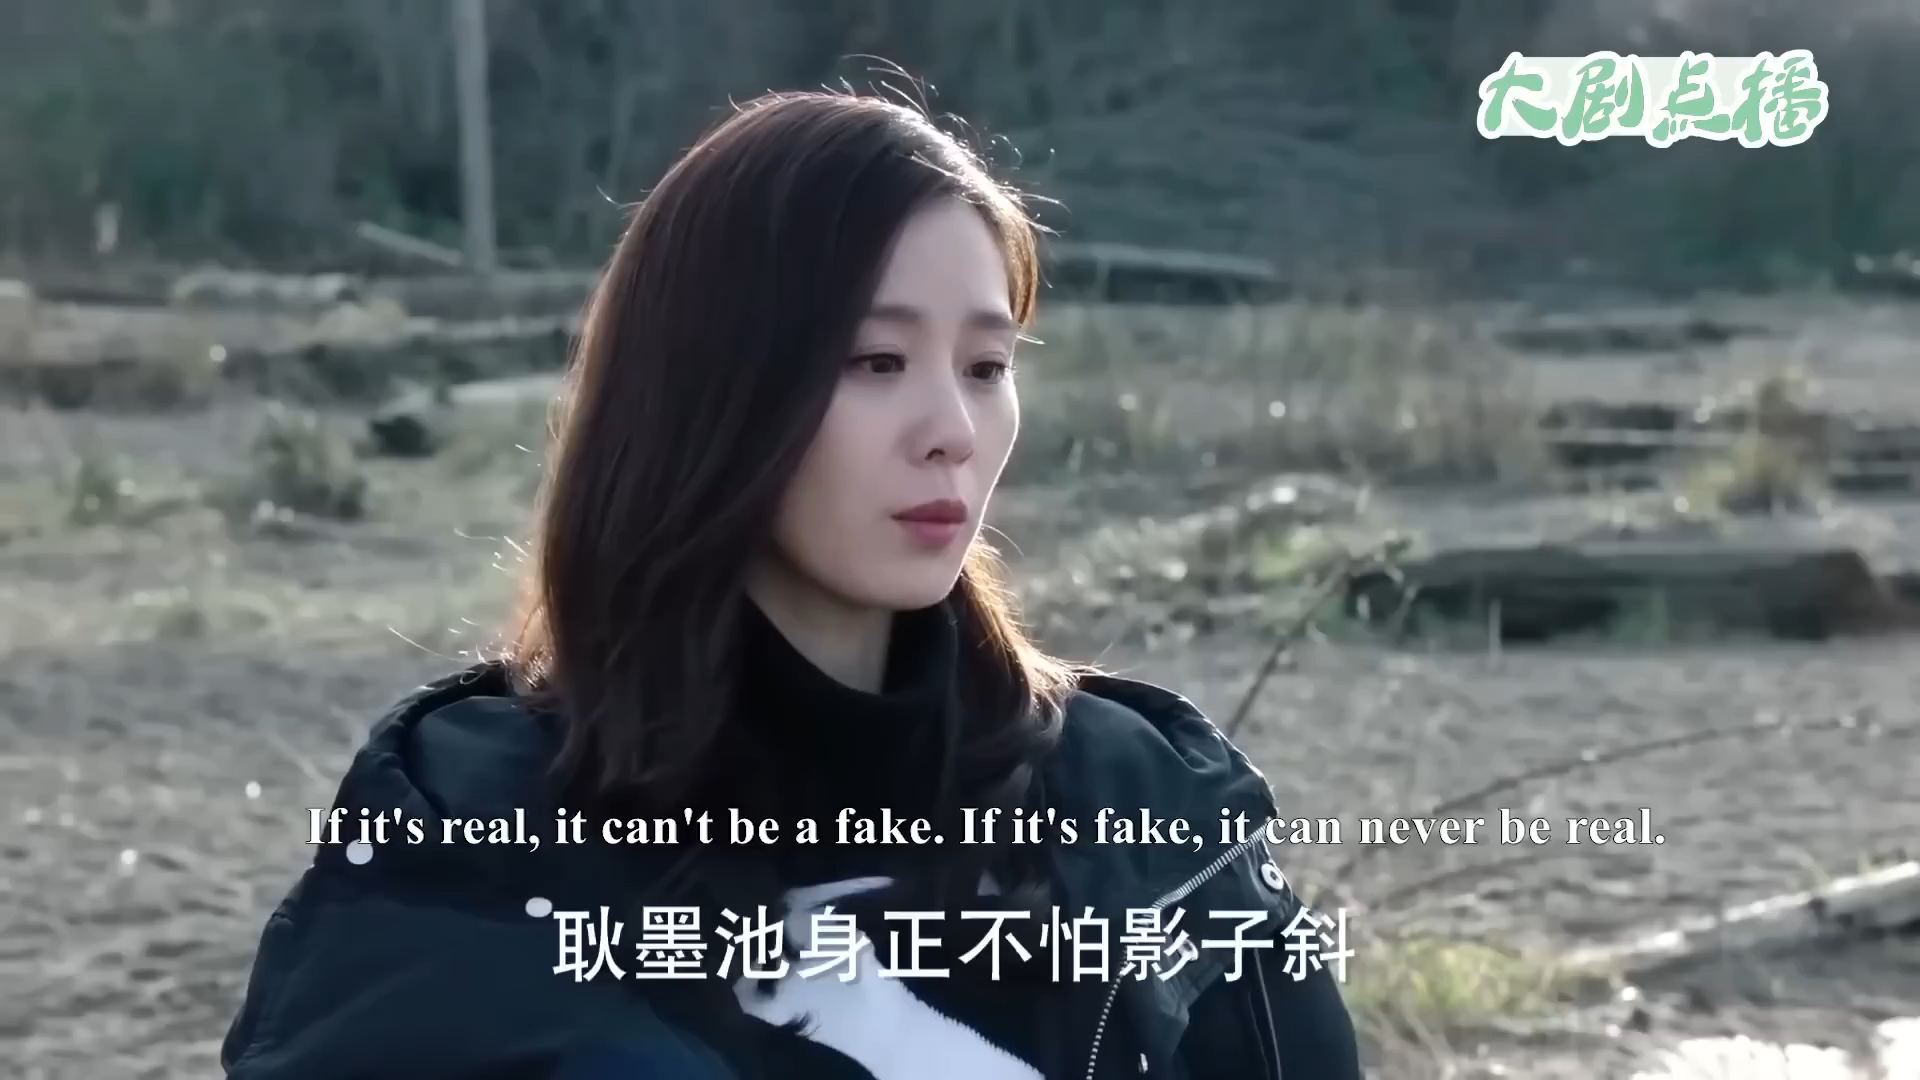 大剧点播
If it's real, it can't be a fake. If it's fake, it can never be real.
耿墨池身正不怕影子斜